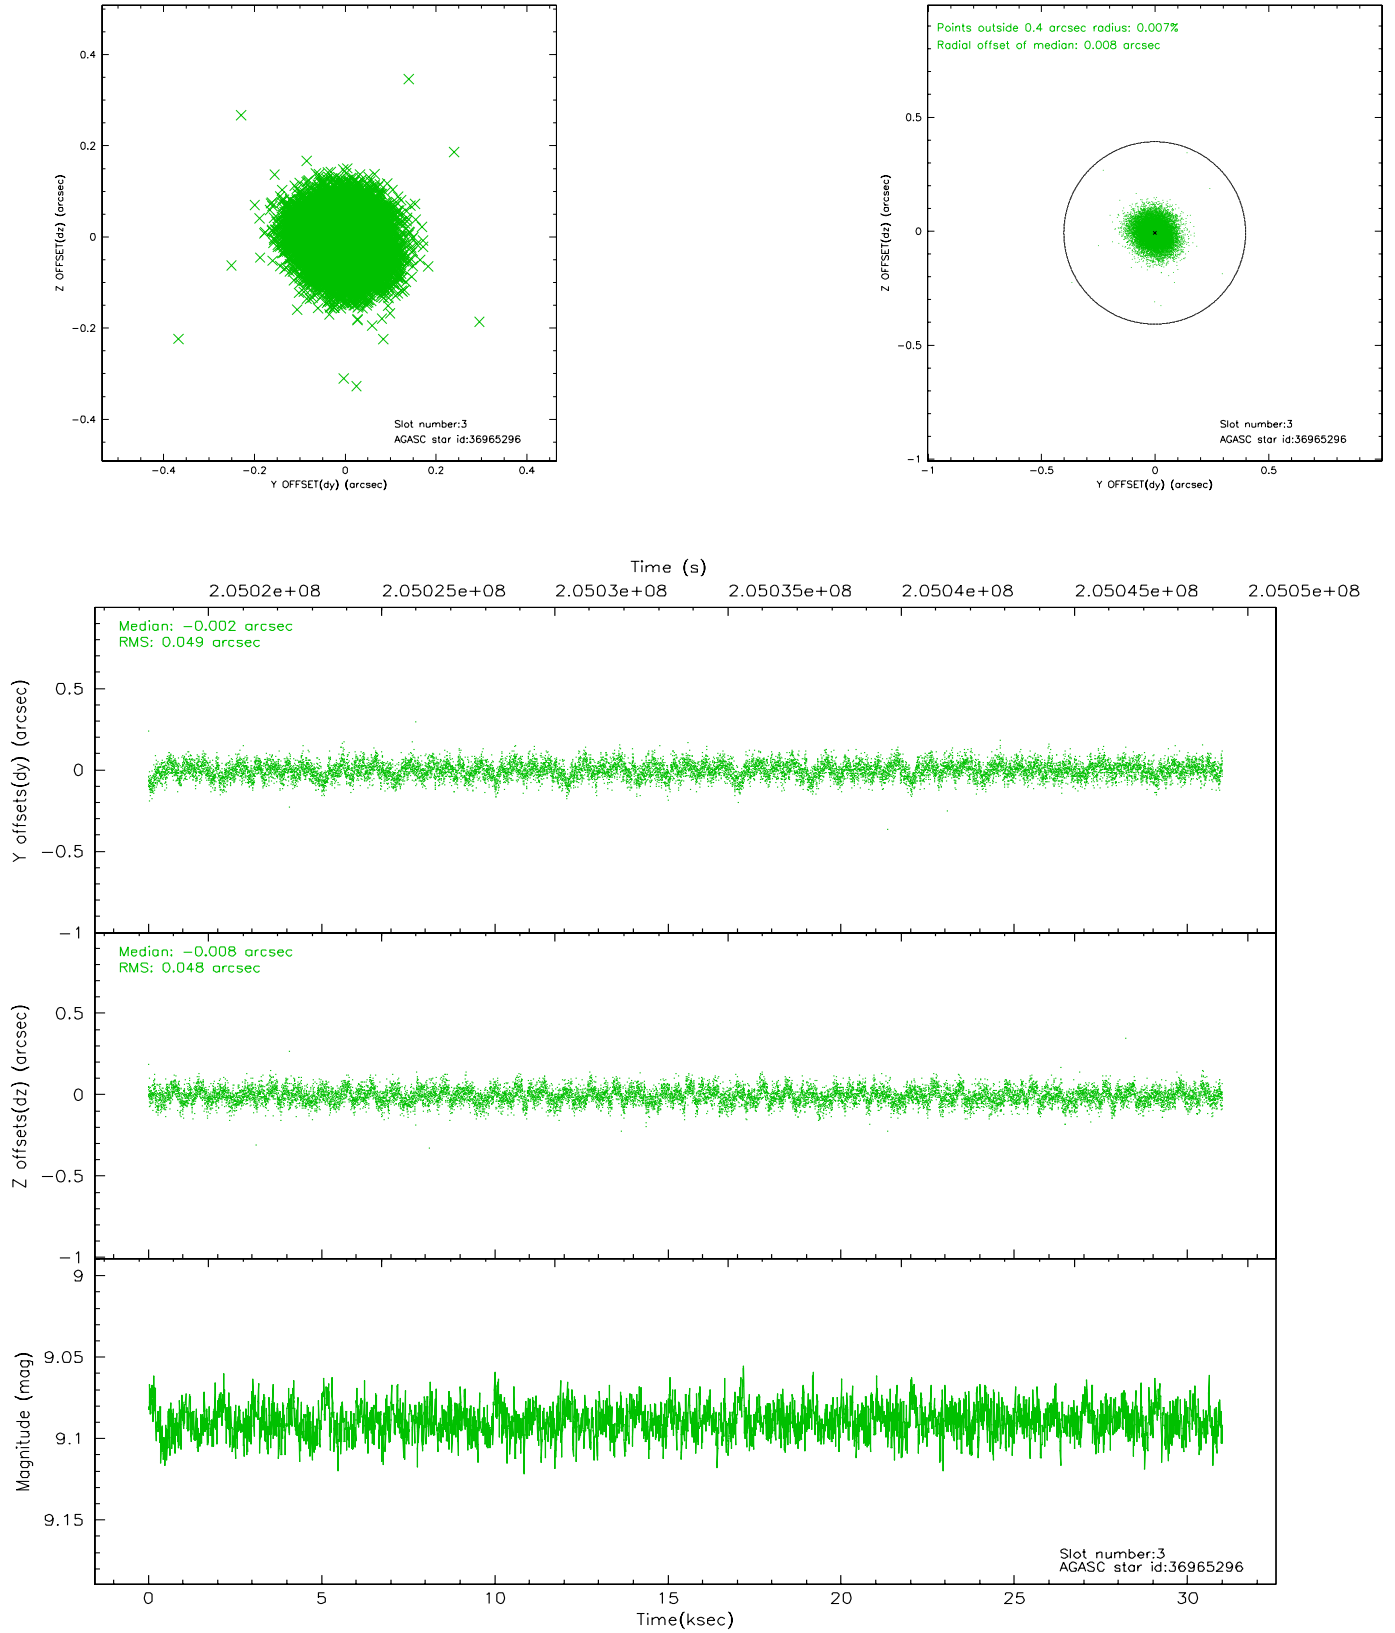 0.4
0.2
0
−0.2
−0.4
Z OFFSET(dz) (arcsec)
Slot number:3
AGASC star id:36965296
−0.4 −0.2 0 0.2 0.4
Y OFFSET(dy) (arcsec)
Points outside 0.4 arcsec radius: 0.007%
Radial offset of median: 0.008 arcsec
0.5
0
−0.5
−1
Z OFFSET(dz) (arcsec)
Slot number:3
AGASC star id:36965296
−1 −0.5 0 0.5
Y OFFSET(dy) (arcsec)
Time (s)
2.0502e+08 2.05025e+08 2.0503e+08 2.05035e+08 2.0504e+08 2.05045e+08 2.0505e+08
Median: −0.002 arcsec
RMS: 0.049 arcsec
0.5
0
−0.5
−1
Y offsets(dy) (arcsec)
Median: −0.008 arcsec
RMS: 0.048 arcsec
0.5
0
−0.5
−1
Z offsets(dz) (arcsec)
9
9.05
9.1
9.15
Magnitude (mag)
Slot number:3
AGASC star id:36965296
0 5 10 15 20 25 30
Time(ksec)